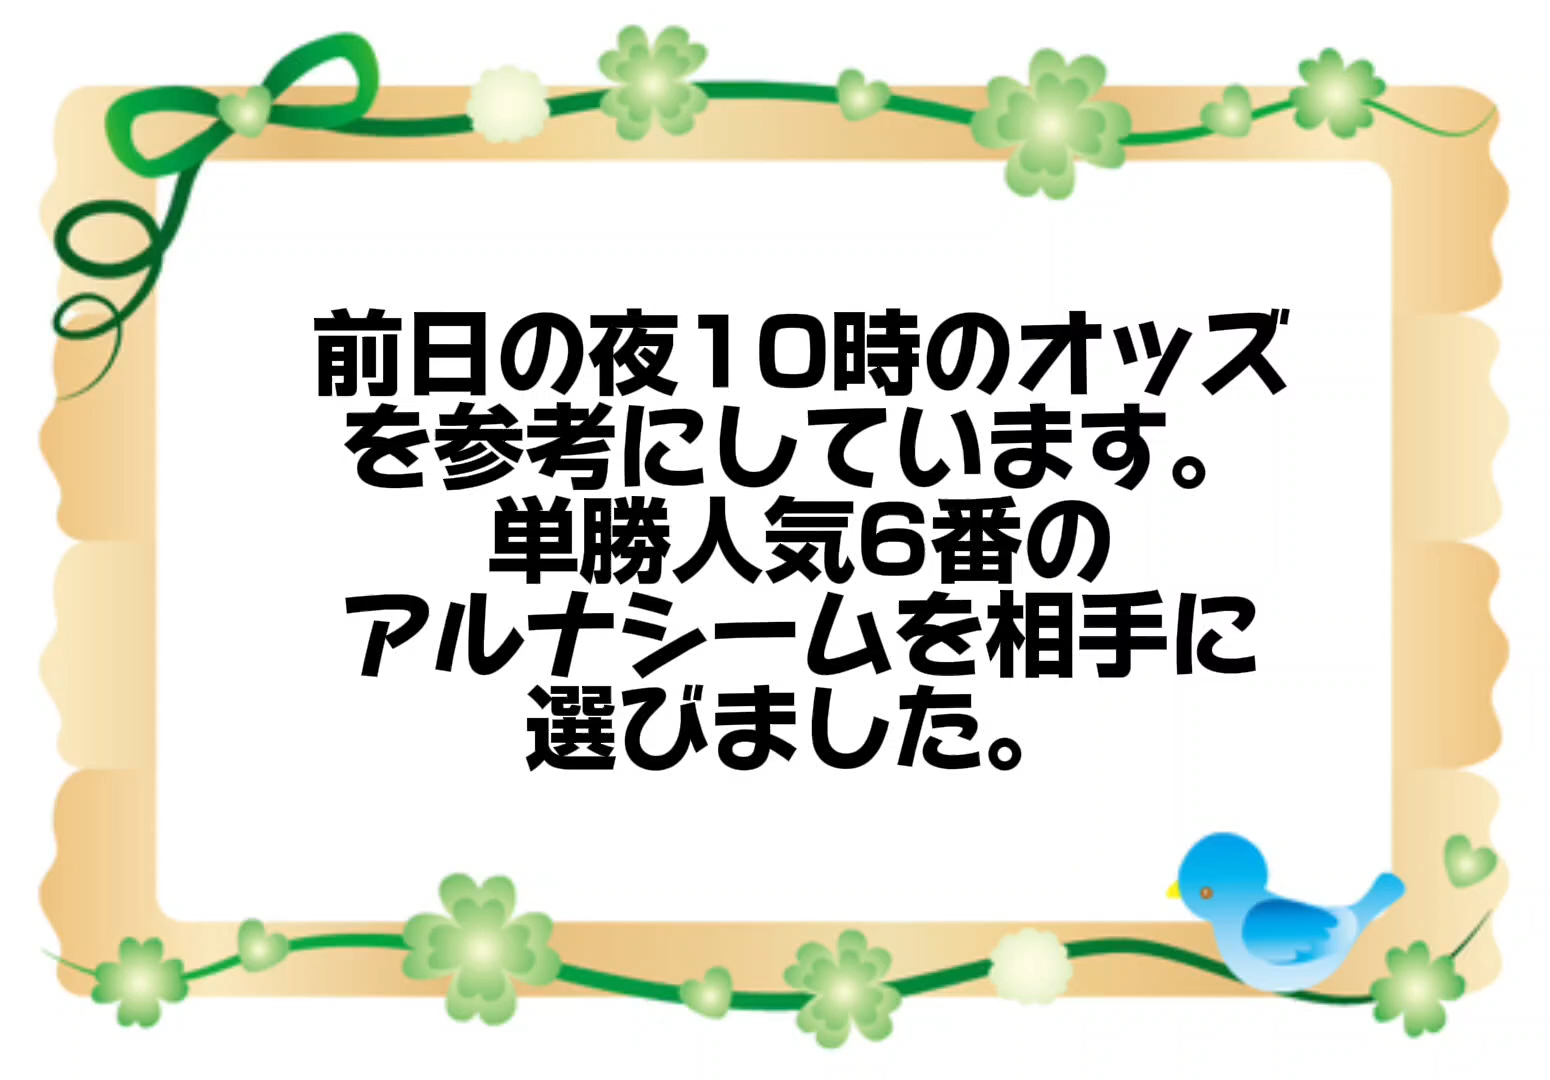 前日の夜10時のオッズ
を参考にしています。
単勝人気6番の
アルナシームを相手に
選びました。